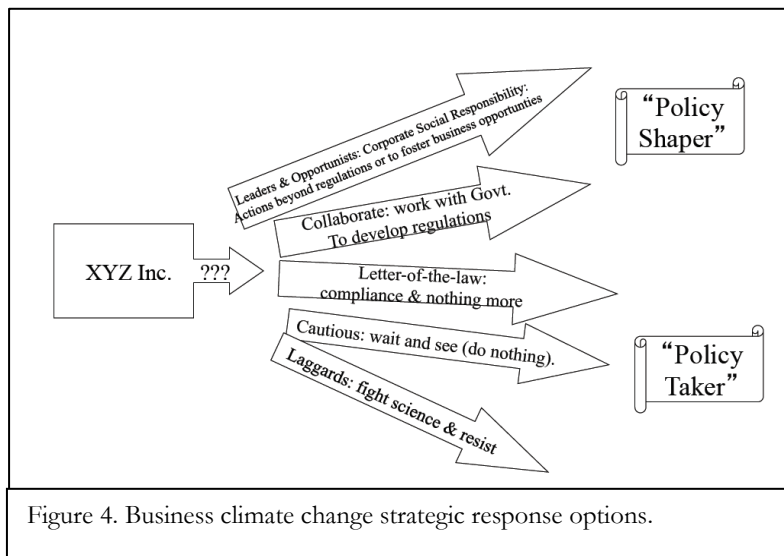 Leaders & Opportunists: Corporate Social Responsibility:
Actions beyond regulations or to foster business opportunties
“Policy
Shaper”
Collaborate: work with Govt.
To develop regulations
XYZ Inc.
???
Letter-of-the-law:
compliance & nothing more
Cautious: wait and see (do nothing).
“Policy
Taker”
Laggards: fight science & resist
Figure 4. Business climate change strategic response options.